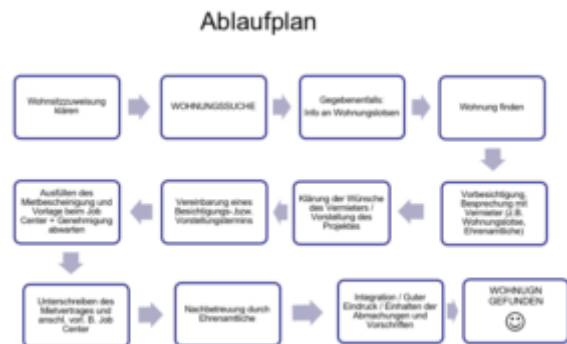 Ablaufplan
Wohnsitzzuweisung
klären
WOHNUNGSSUCHE
Gegebenenfalls:
Info an Wohnungslotsen
Wohnung finden
Vorbesichtigung,
Besprechung mit
Vermieter (z.B.
Wohnungslotse,
Ehrenamtliche)
Klärung der Wünsche
des Vermieters /
Vorstellung des
Projektes
Vereinbarung eines
Besichtigungs-/bzw.
Vorstellungstermins
Ausfüllen des
Mietbescheinigung und
Vorlage beim Job
Center + Genehmigung
abwarten
Unterschreiben des
Mietvertrages und
anschl. vorl. B. Job
Center
Nachbetreuung durch
Ehrenamtliche
Integration / Guter
Eindruck / Einhalten der
Abmachungen und
Vorschriften
WOHNUGN
GEFUNDEN